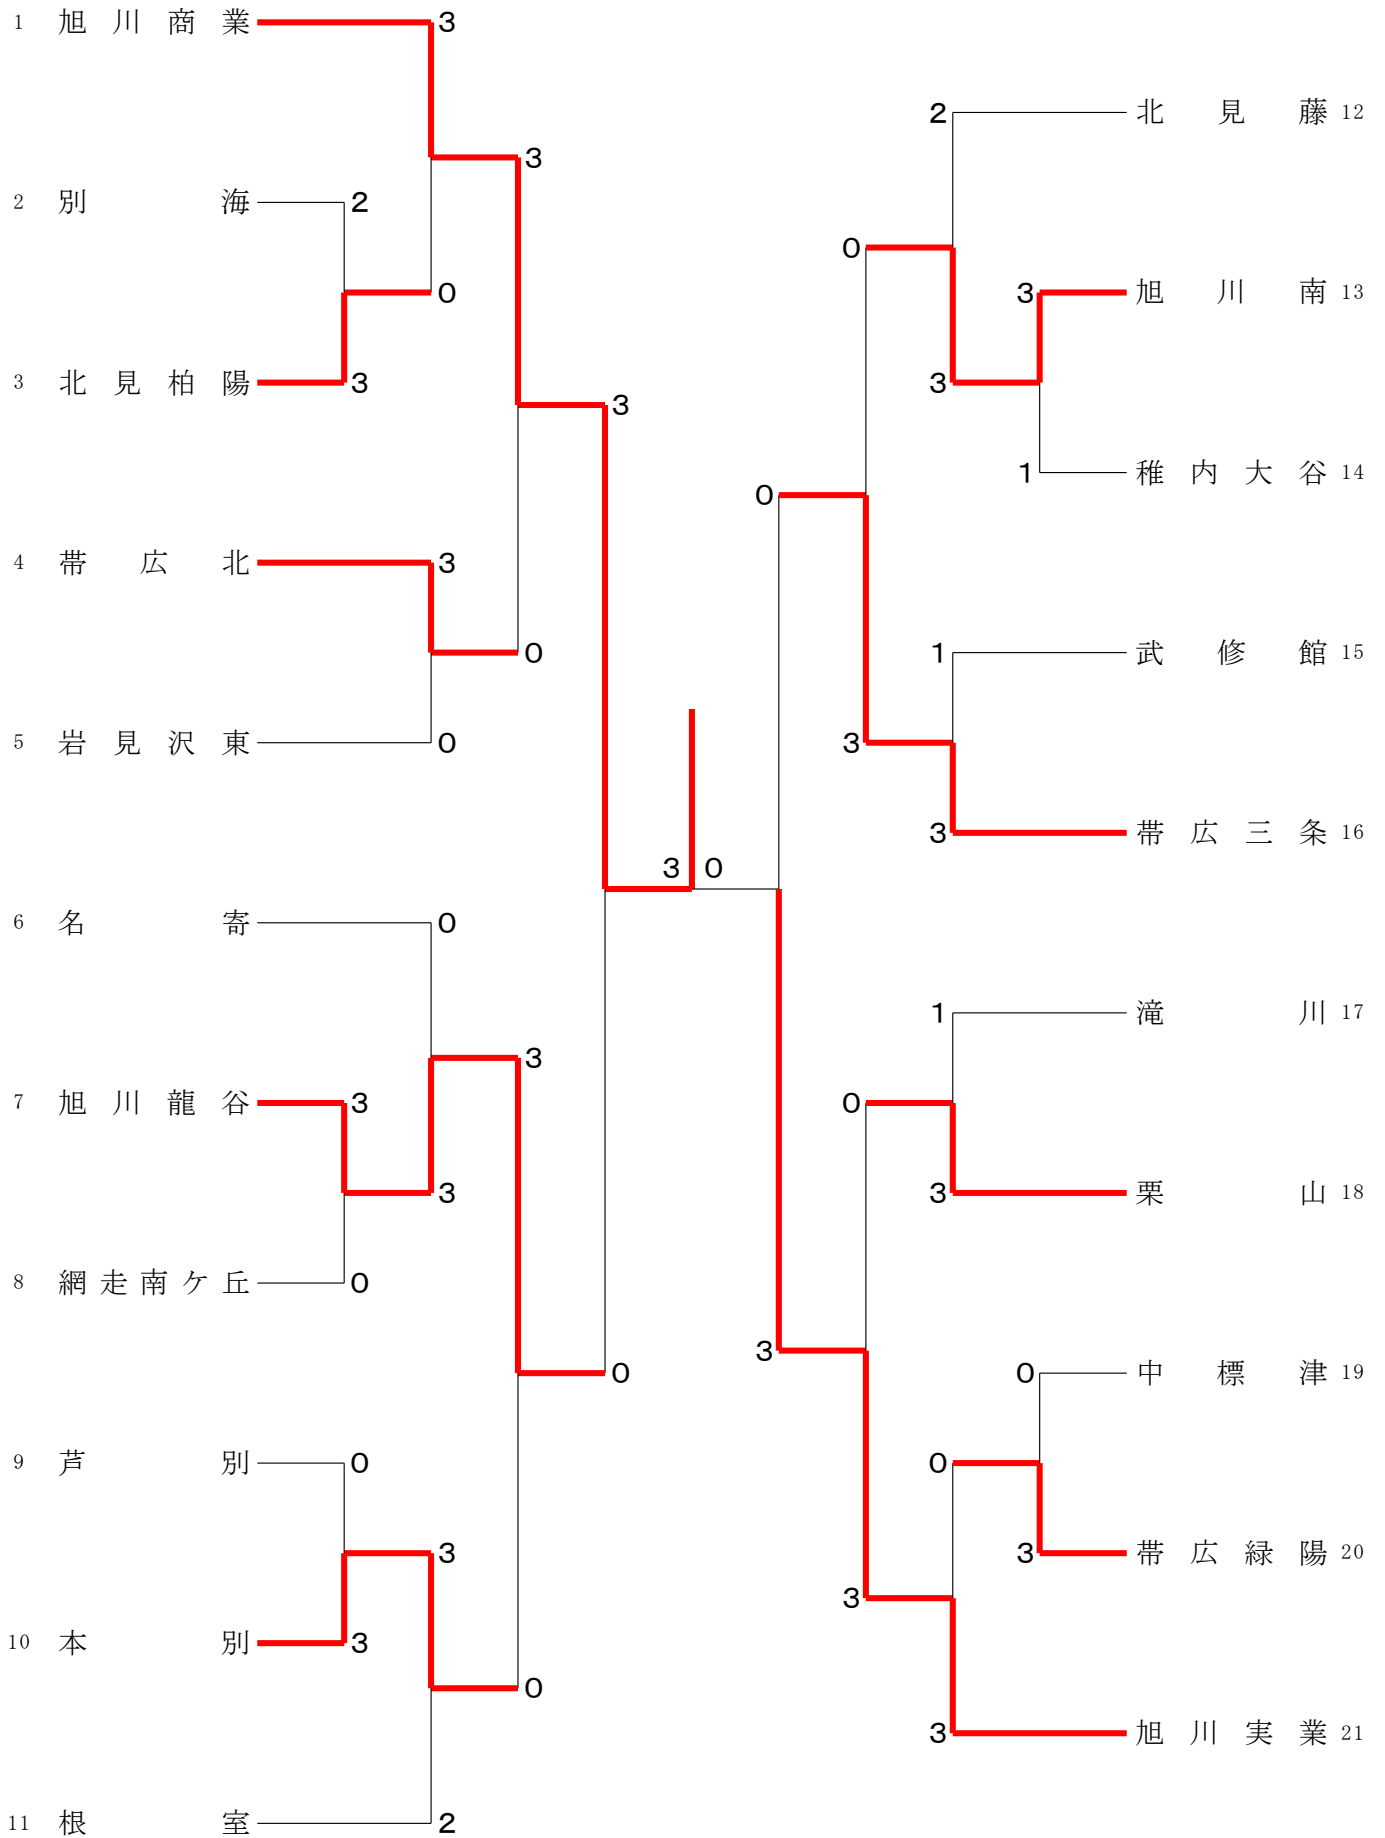 1 旭川商業 3
3
2 別海 2
0
3 北見柏陽 3
3
4 帯広北 3
0
5 岩見沢東 0
3 0
6 名寄 0
3
7 旭川龍谷 3
3
8 網走南ケ丘 0
0
9 芦別 0
3
10 本別 3
0
11 根室 2
2 北見藤 12
0
3 旭川南 13
3
1 稚内大谷 14
0
1 武修館 15
3
3 帯広三条 16
1 滝川 17
0
3 栗山 18
3
0 中標津 19
0
3 帯広緑陽 20
3
3 旭川実業 21